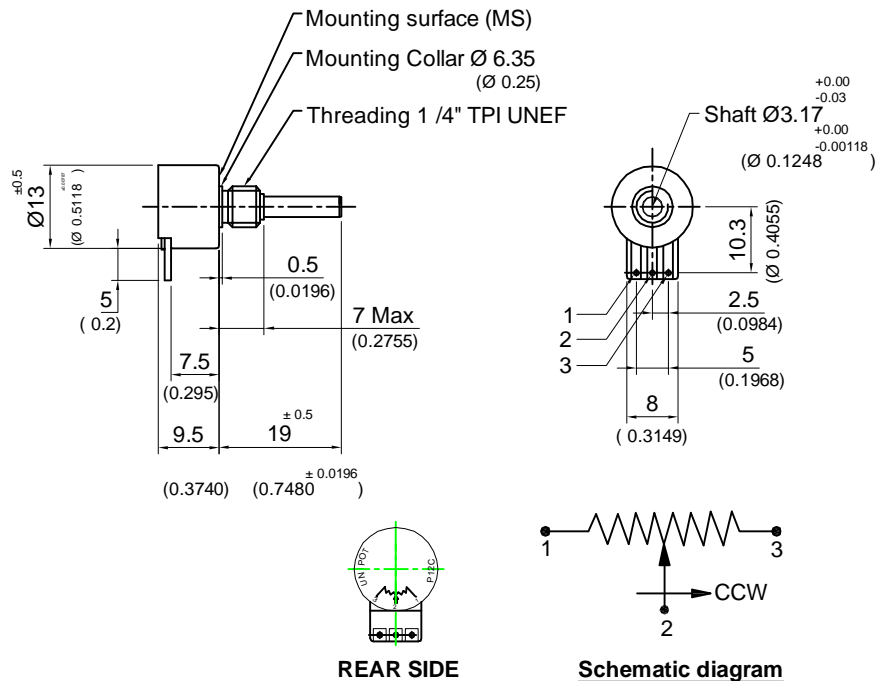 Mounting surface (MS)
Mounting Collar Ø 6.35
(Ø 0.25)
Threading 1 /4" TPI UNEF
Ø13 ±0.5
(Ø 0.5118 )
5
( 0.2)
0.5
(0.0196)
7 Max
(0.2755)
7.5
(0.295)
9.5
19 ± 0.5
(0.3740)
(0.7480 ± 0.0196 )
+0.00
-0.03
Shaft Ø3.17
+0.00
-0.00118
(Ø 0.1248 )
10.3
(Ø 0.4055)
1
2
3
2.5
(0.0984)
5
(0.1968)
8
( 0.3149)
UNI POT
P12C
REAR SIDE
1
3
CCW
2
Schematic diagram